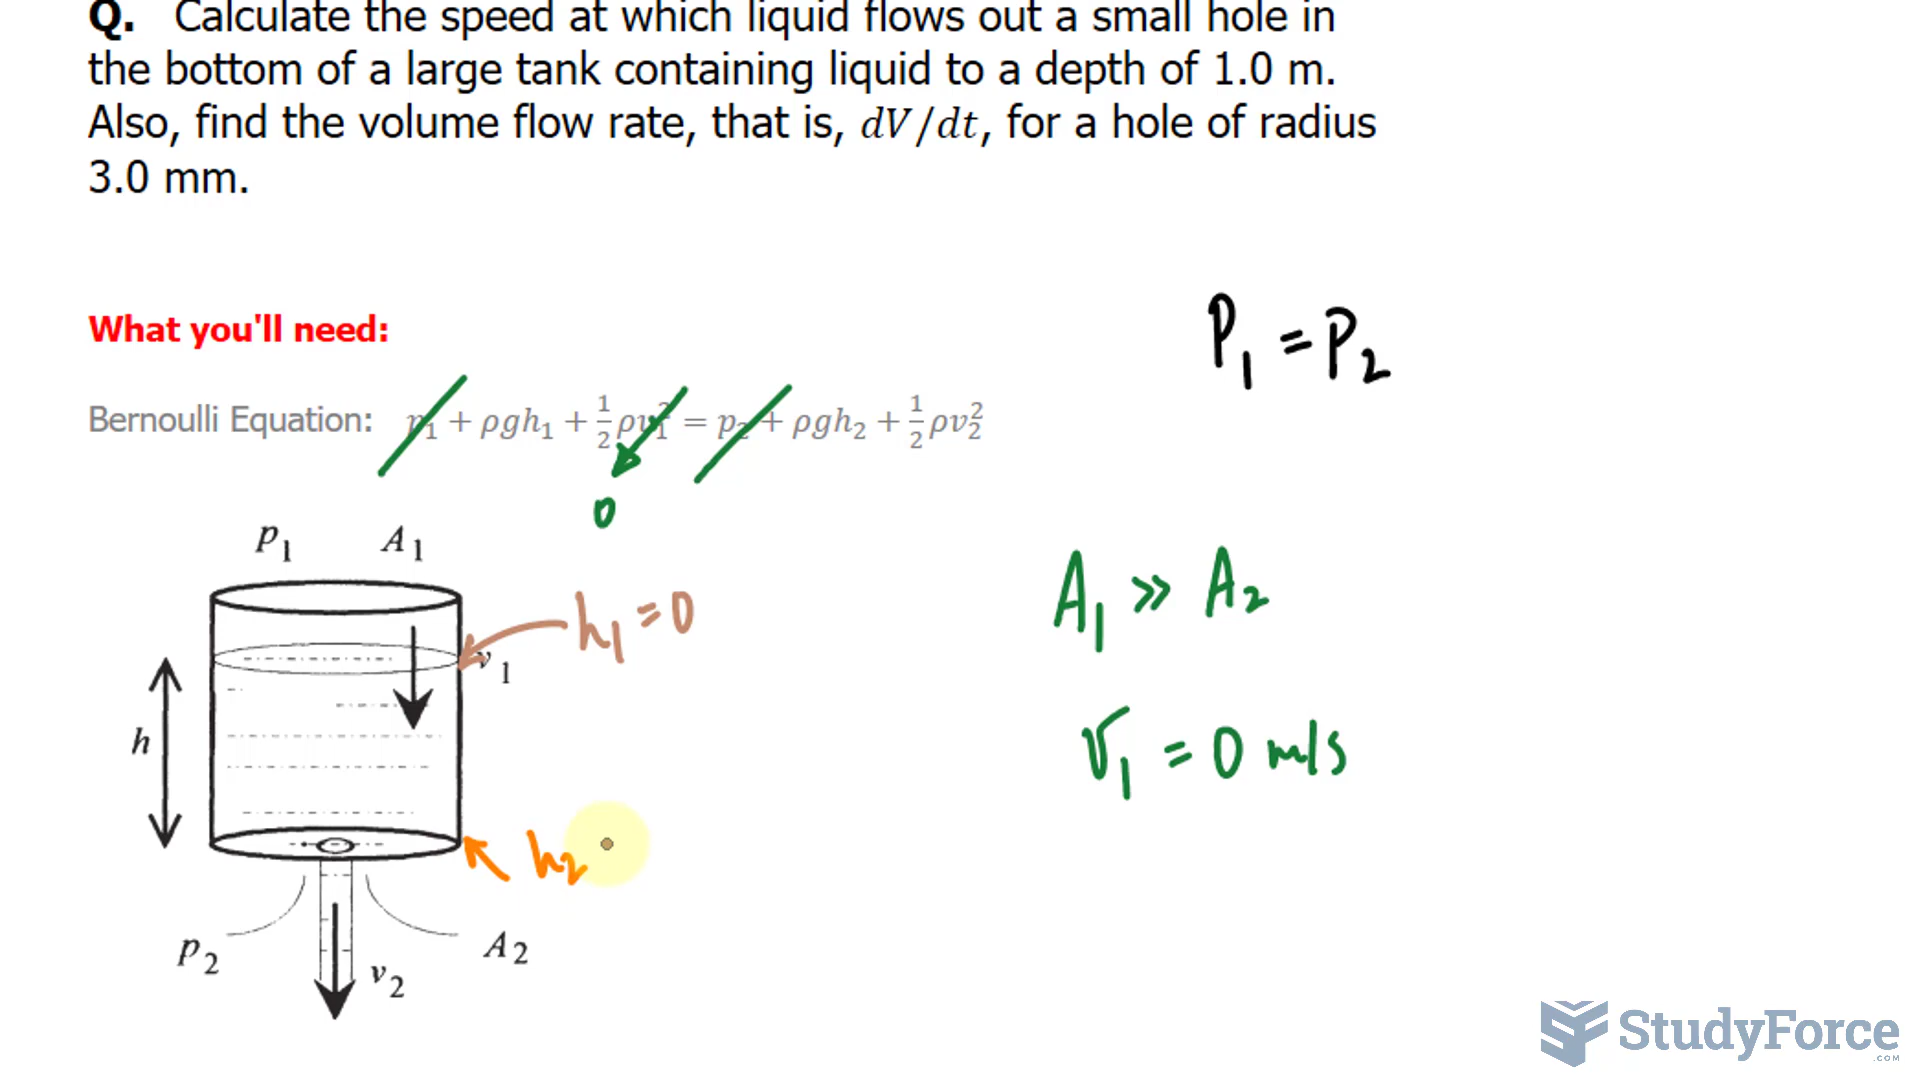 Q. Calculate the speed at which liquid flows out a small hole in
the bottom of a large tank containing liquid to a depth of 1.0 m.
Also, find the volume flow rate, that is, dV/dt, for a hole of radius
3.0 mm.
What you'll need:
P₁ = P₂
Bernoulli Equation: p₁ + ρgh₁ + ½ρv₁² = p₂ + ρgh₂ + ½ρv₂²
0
p₁ A₁
h₁ = 0
A₁ >> A₂
v₁
h
v₁ = 0 m/s
h₂
p₂ A₂
v₂
StudyForce
.COM